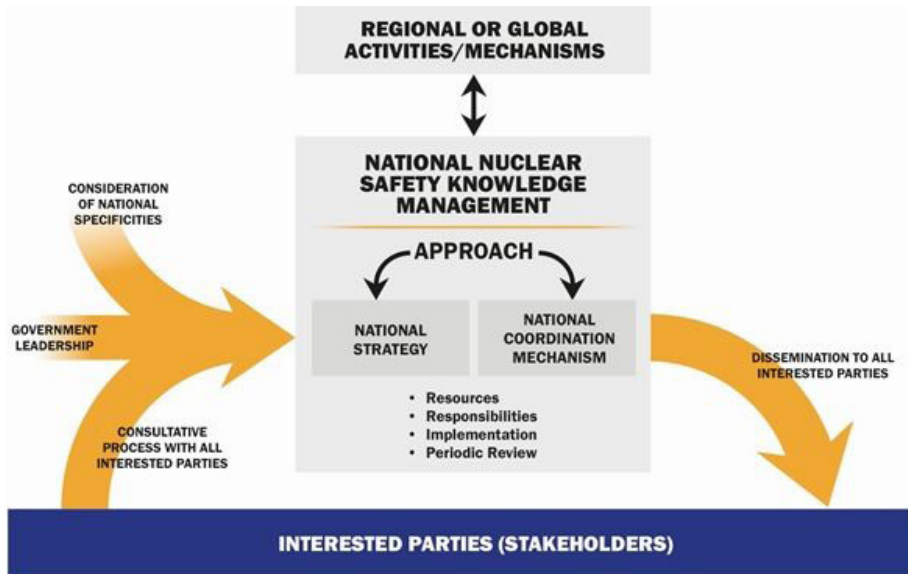 REGIONAL OR GLOBAL
ACTIVITIES/MECHANISMS
NATIONAL NUCLEAR
SAFETY KNOWLEDGE
MANAGEMENT
APPROACH
NATIONAL
STRATEGY
NATIONAL
COORDINATION
MECHANISM
• Resources
• Responsibilities
• Implementation
• Periodic Review
CONSIDERATION
OF NATIONAL
SPECIFICITIES
GOVERNMENT
LEADERSHIP
CONSULTATIVE
PROCESS WITH ALL
INTERESTED PARTIES
DISSEMINATION TO ALL
INTERESTED PARTIES
INTERESTED PARTIES (STAKEHOLDERS)